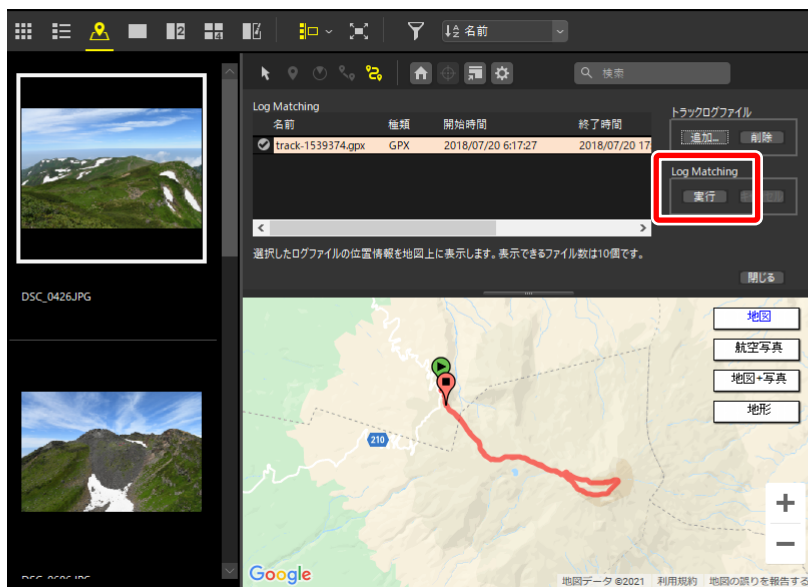 2
4
名前
検索
Log Matching
名前 種類 開始時間 終了時間
track-1539374.gpx GPX 2018/07/20 6:17:27 2018/07/20 17
トラックログファイル
追加... 削除
Log Matching
実行
選択したログファイルの位置情報を地図上に表示します。表示できるファイル数は10個です。
閉じる
DSC_0426.JPG
地図
航空写真
地図+写真
地形
210
Google
地図データ ©2021 利用規約 地図の誤りを報告する